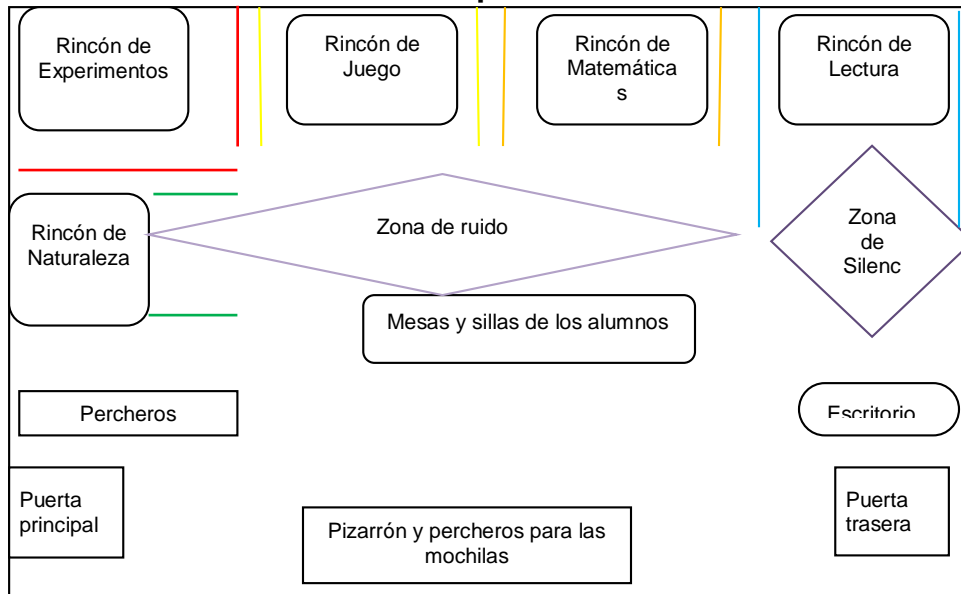 Rincón de
Experimentos
Rincón de
Juego
Rincón de
Matemática
s
Rincón de
Lectura
Rincón de
Naturaleza
Zona de ruido
Zona
de
Silenc
Mesas y sillas de los alumnos
Percheros
Escritorio
Puerta
principal
Pizarrón y percheros para las
mochilas
Puerta
trasera